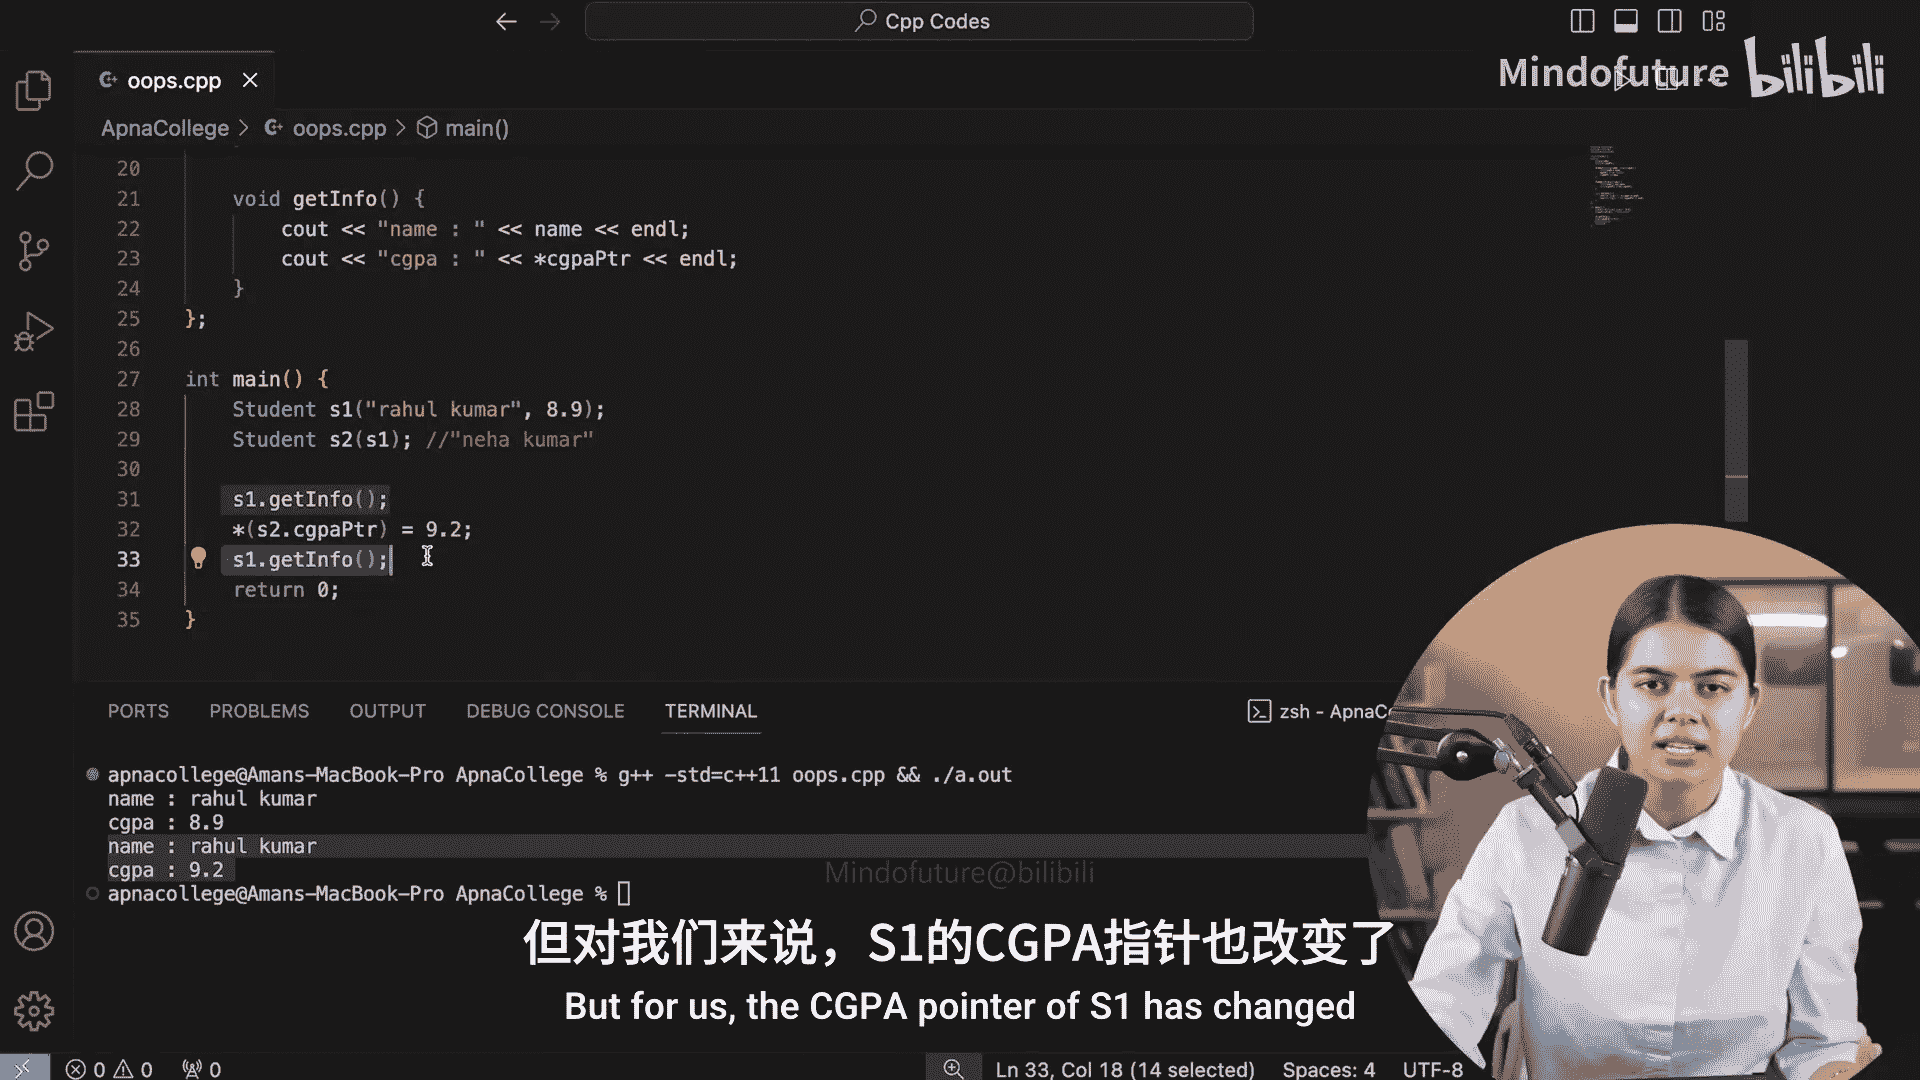 Cpp Codes
oops.cpp
Mindofuture bilibili
ApnaCollege > oops.cpp > main()
20
21 void getInfo() {
22 cout << "name : " << name << endl;
23 cout << "cgpa : " << *cgpaPtr << endl;
24 }
25 };
26
27 int main() {
28 Student s1("rahul kumar", 8.9);
29 Student s2(s1); //"neha kumar"
30
31 s1.getInfo();
32 *(s2.cgpaPtr) = 9.2;
33 s1.getInfo();
34 return 0;
35 }
PORTS PROBLEMS OUTPUT DEBUG CONSOLE TERMINAL zsh - ApnaC
apnacollege@Amans-MacBook-Pro ApnaCollege % g++ -std=c++11 oops.cpp && ./a.out
name : rahul kumar
cgpa : 8.9
name : rahul kumar
cgpa : 9.2
Mindofuture@bilibili
apnacollege@Amans-MacBook-Pro ApnaCollege %
但对我们来说，S1的CGPA指针也改变了
But for us, the CGPA pointer of S1 has changed
0 0 0 Ln 33, Col 18 (14 selected) Spaces: 4 UTF-8